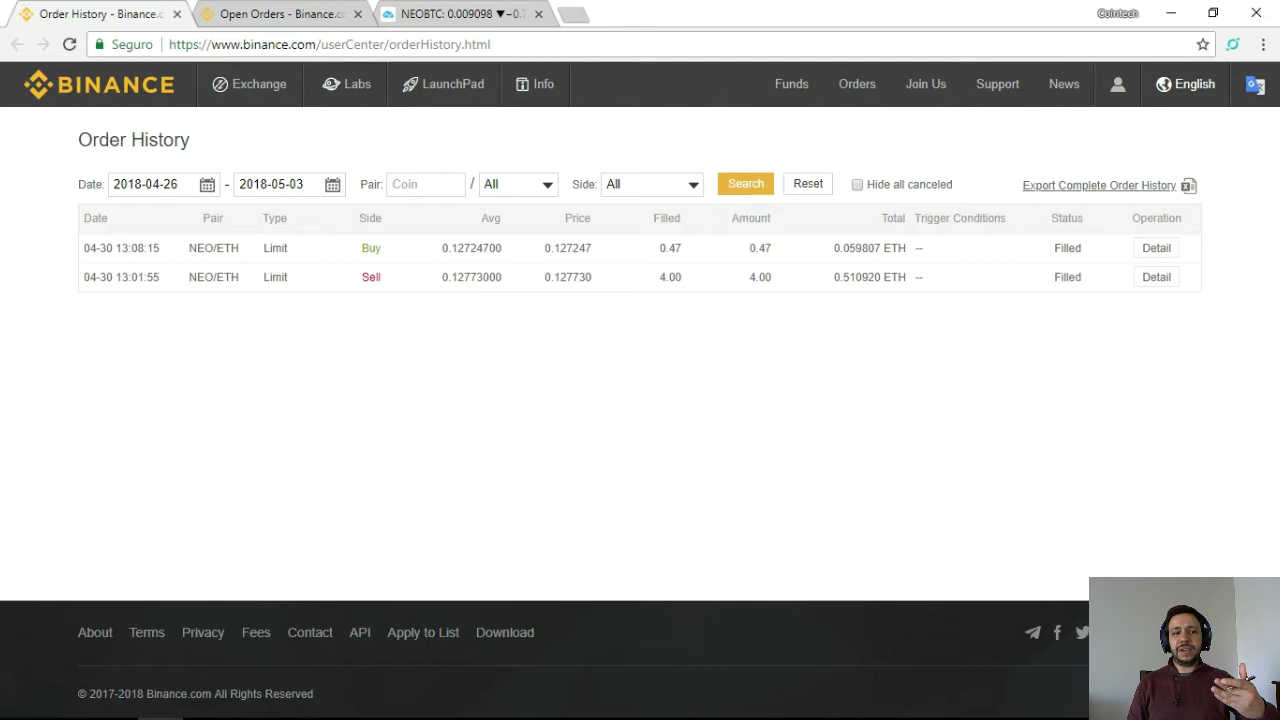 Order History - Binance.c
Open Orders - Binance.co
NEOBTC: 0.009098 ▼−0.
Cointech
Seguro
https://www.binance.com/userCenter/orderHistory.html
BINANCE
Exchange
Labs
LaunchPad
Info
Funds
Orders
Join Us
Support
News
English
Order History
Date: 2018-04-26 - 2018-05-03 Pair: Coin / All Side: All Search Reset Hide all canceled Export Complete Order History
Date Pair Type Side Avg Price Filled Amount Total Trigger Conditions Status Operation
04-30 13:08:15 NEO/ETH Limit Buy 0.12724700 0.127247 0.47 0.47 0.059807 ETH -- Filled Detail
04-30 13:01:55 NEO/ETH Limit Sell 0.12773000 0.127730 4.00 4.00 0.510920 ETH -- Filled Detail
About Terms Privacy Fees Contact API Apply to List Download
© 2017-2018 Binance.com All Rights Reserved